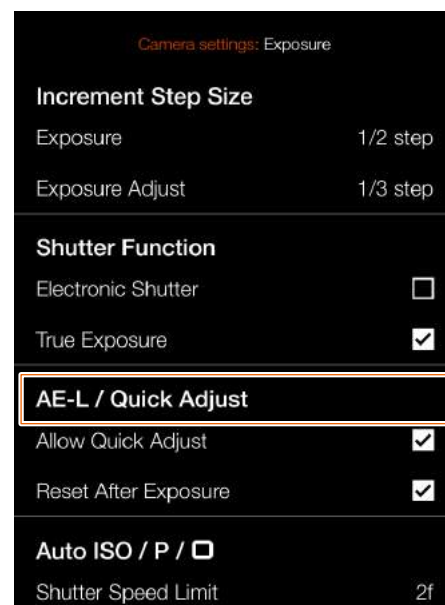 Camera settings: Exposure
Increment Step Size
Exposure 1/2 step
Exposure Adjust 1/3 step
Shutter Function
Electronic Shutter
True Exposure
AE-L / Quick Adjust
Allow Quick Adjust
Reset After Exposure
Auto ISO / P /
Shutter Speed Limit 2f